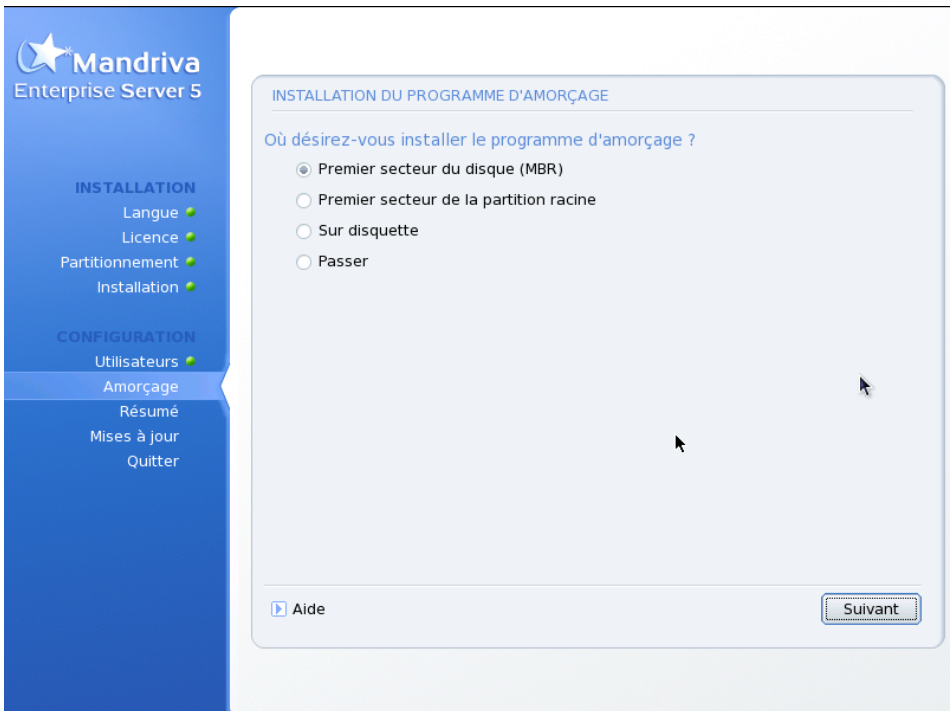 Mandriva
Enterprise Server 5
INSTALLATION
Langue
Licence
Partitionnement
Installation
CONFIGURATION
Utilisateurs
Amorçage
Résumé
Mises à jour
Quitter
INSTALLATION DU PROGRAMME D'AMORÇAGE
Où désirez-vous installer le programme d'amorçage ?
Premier secteur du disque (MBR)
Premier secteur de la partition racine
Sur disquette
Passer
Aide
Suivant